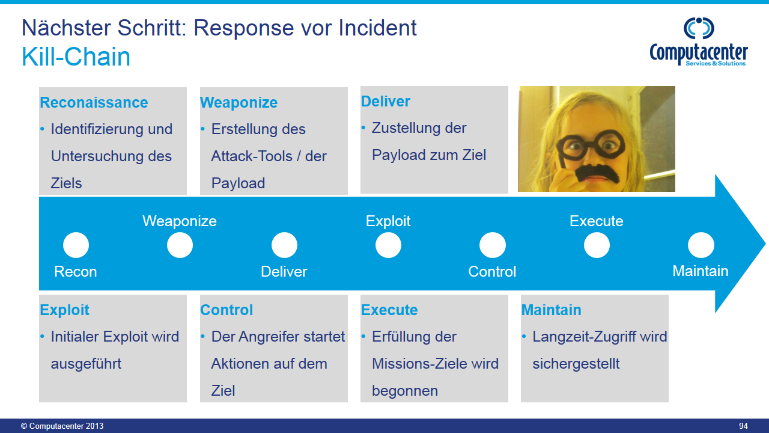 Nächster Schritt: Response vor Incident
Kill-Chain
Computacenter
Services & Solutions
Reconaissance
• Identifizierung und
Untersuchung des
Ziels
Weaponize
• Erstellung des
Attack-Tools / der
Payload
Deliver
• Zustellung der
Payload zum Ziel
Weaponize
Exploit
Execute
Recon
Deliver
Control
Maintain
Exploit
• Initialer Exploit wird
ausgeführt
Control
• Der Angreifer startet
Aktionen auf dem
Ziel
Execute
• Erfüllung der
Missions-Ziele wird
begonnen
Maintain
• Langzeit-Zugriff wird
sichergestellt
© Computacenter 2013
94